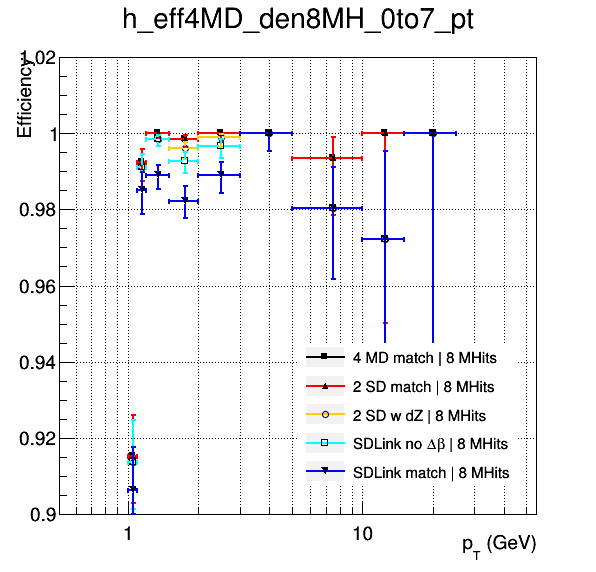 h_eff4MD_den8MH_0to7_pt
Efficiency
1.02
1
0.98
0.96
0.94
0.92
0.9
4 MD match | 8 MHits
2 SD match | 8 MHits
2 SD w dZ | 8 MHits
SDLink no Δβ | 8 MHits
SDLink match | 8 MHits
1 10
p_T (GeV)